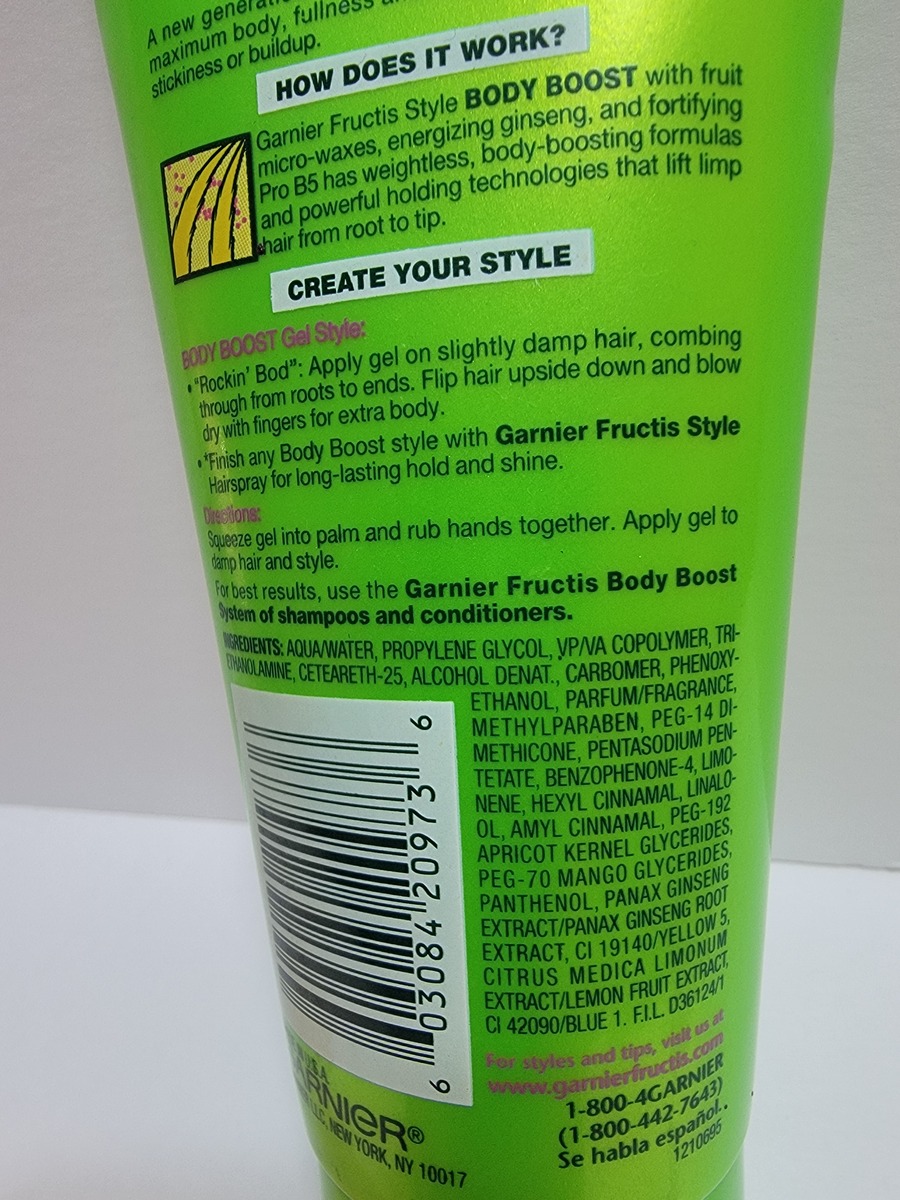 A new generati
maximum body, fullness a
stickiness or buildup.
HOW DOES IT WORK?
Garnier Fructis Style BODY BOOST with fruit
micro-waxes, energizing ginseng, and fortifying
Pro B5 has weightless, body-boosting formulas
and powerful holding technologies that lift limp
hair from root to tip.
CREATE YOUR STYLE
BODY BOOST Gel Style:
• "Rockin' Bod": Apply gel on slightly damp hair, combing
through from roots to ends. Flip hair upside down and blow
dry with fingers for extra body.
• *Finish any Body Boost style with Garnier Fructis Style
Hairspray for long-lasting hold and shine.
Directions:
Squeeze gel into palm and rub hands together. Apply gel to
damp hair and style.
For best results, use the Garnier Fructis Body Boost
System of shampoos and conditioners.
INGREDIENTS: AQUA/WATER, PROPYLENE GLYCOL, VP/VA COPOLYMER, TRI-
ETHANOLAMINE, CETEARETH-25, ALCOHOL DENAT., CARBOMER, PHENOXY-
ETHANOL, PARFUM/FRAGRANCE,
METHYLPARABEN, PEG-14 DI-
METHICONE, PENTASODIUM PEN-
TETATE, BENZOPHENONE-4, LIMO-
NENE, HEXYL CINNAMAL, LINALO-
OL, AMYL CINNAMAL, PEG-192
APRICOT KERNEL GLYCERIDES,
PEG-70 MANGO GLYCERIDES,
PANTHENOL, PANAX GINSENG
EXTRACT/PANAX GINSENG ROOT
EXTRACT, CI 19140/YELLOW 5,
CITRUS MEDICA LIMONUM
EXTRACT/LEMON FRUIT EXTRACT,
CI 42090/BLUE 1. F.I.L. D36124/1
6 03084 20973 6
For styles and tips, visit us at
www.garnierfructis.com
1-800-4GARNIER
(1-800-442-7643)
Se habla español.
1210695
N U.S.A.
GARNIER®
LLC, NEW YORK, NY 10017